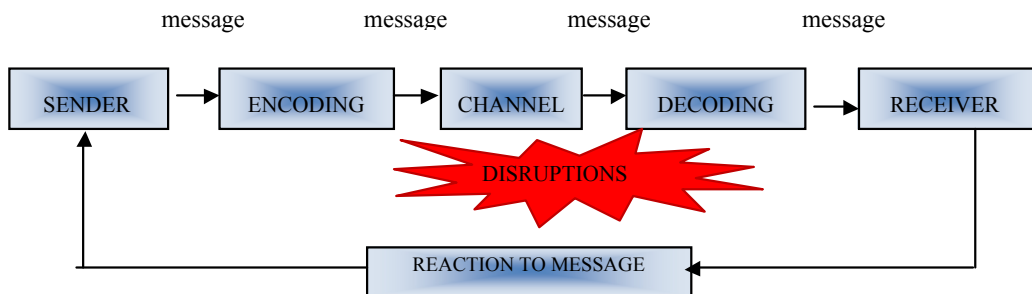 message message message message
SENDER ENCODING CHANNEL DECODING RECEIVER
DISRUPTIONS
REACTION TO MESSAGE